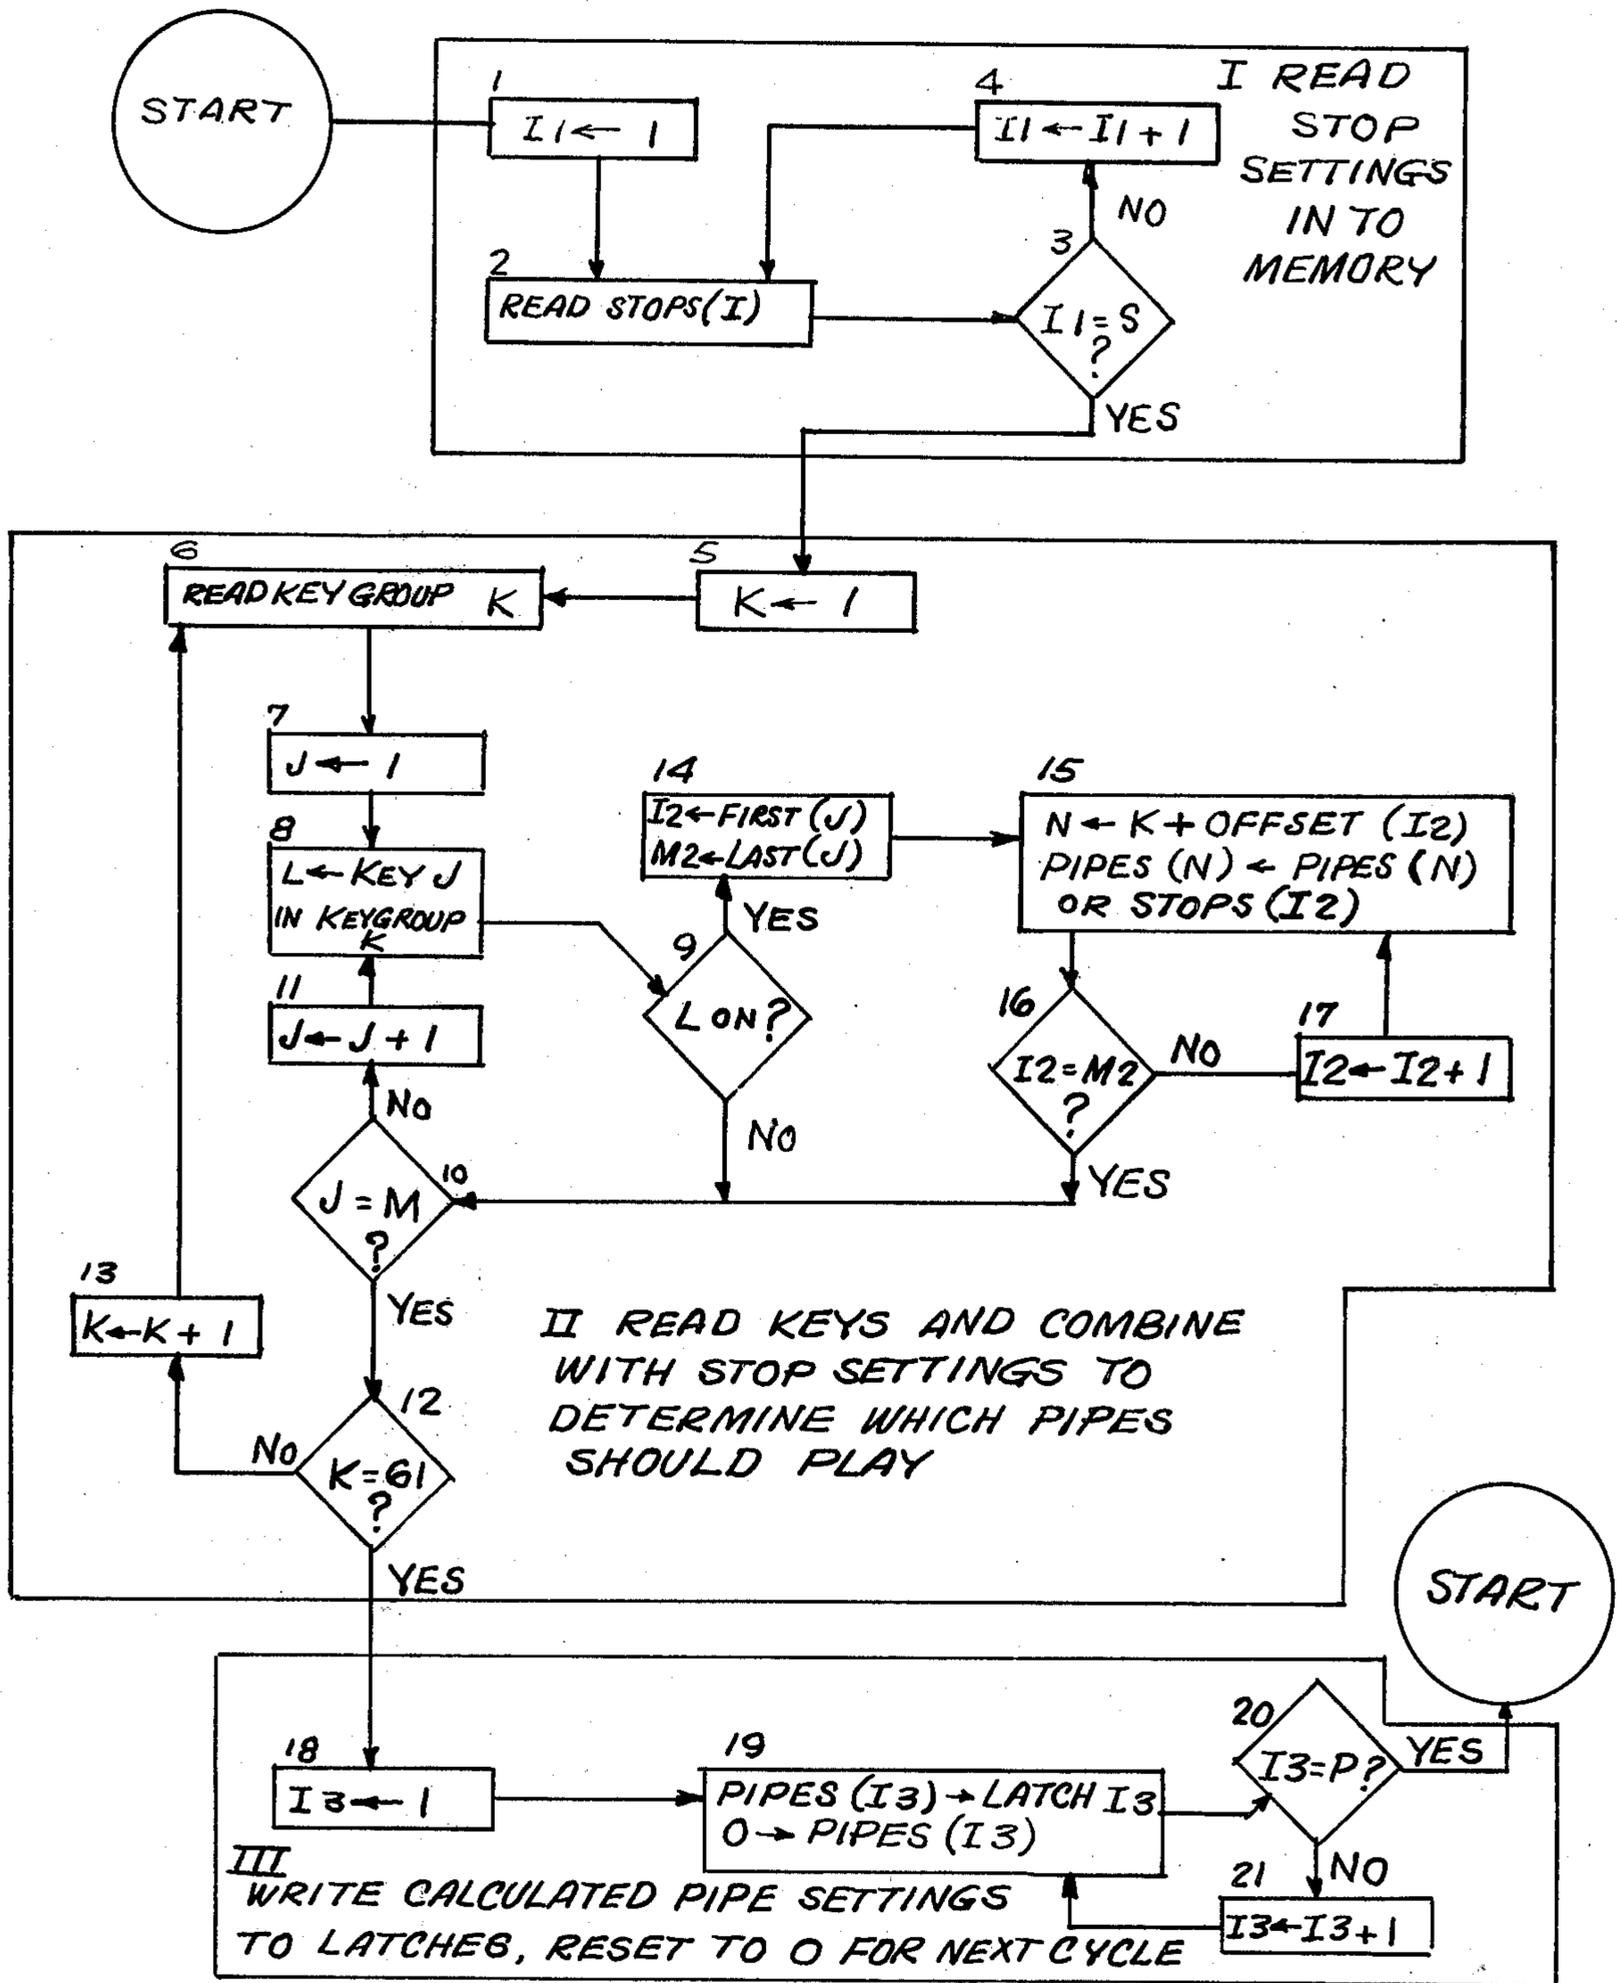 START
1
I1← 1
4
I1←I1+1
I READ
STOP
SETTINGS
IN TO
MEMORY
NO
2
READ STOPS(I)
3
I1=S
?
YES
6
READ KEY GROUP K
5
K← 1
7
J← 1
8
L←KEY J
IN KEYGROUP
K
11
J←J+1
NO
14
I2←FIRST(J)
M2←LAST(J)
YES
9
L ON?
NO
15
N←K+OFFSET (I2)
PIPES (N)←PIPES (N)
OR STOPS (I2)
16
I2=M2
?
NO
17
I2←I2+1
YES
10
J=M
?
YES
13
K←K+1
12
K=61
?
NO
YES
II READ KEYS AND COMBINE
WITH STOP SETTINGS TO
DETERMINE WHICH PIPES
SHOULD PLAY
START
18
I3← 1
19
PIPES (I3)→LATCH I3
0→PIPES (I3)
20
I3=P?
YES
NO
21
I3←I3+1
III
WRITE CALCULATED PIPE SETTINGS
TO LATCHES, RESET TO 0 FOR NEXT CYCLE